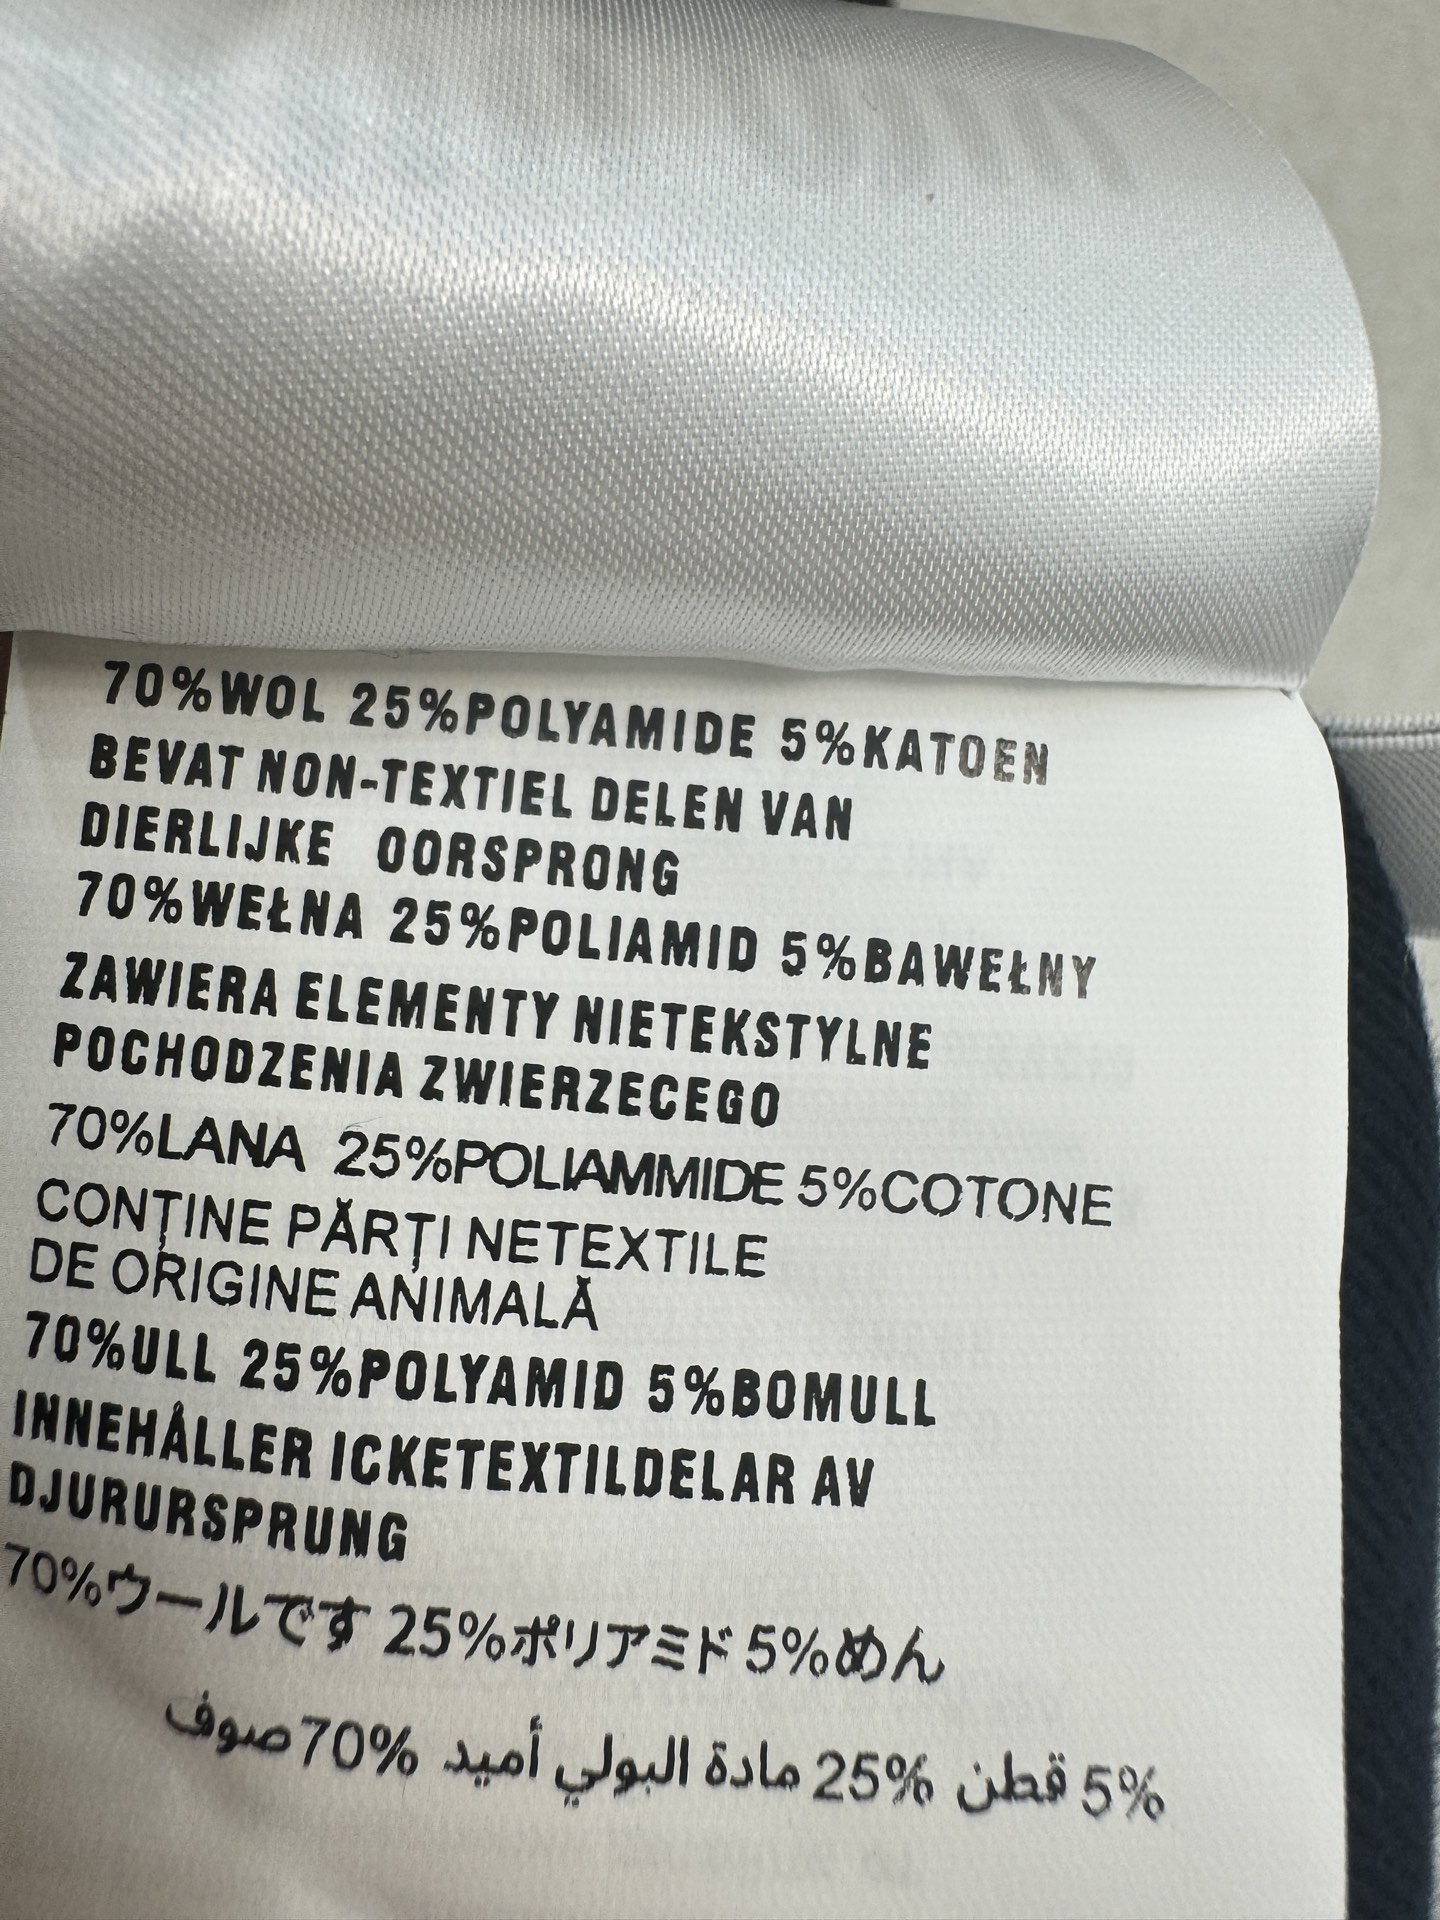 70%WOL 25%POLYAMIDE 5%KATOEN
BEVAT NON-TEXTIEL DELEN VAN
DIERLIJKE OORSPRONG
70%WEŁNA 25%POLIAMID 5%BAWEŁNY
ZAWIERA ELEMENTY NIETEKSTYLNE
POCHODZENIA ZWIERZECEGO
70%LANA 25%POLIAMMIDE 5%COTONE
CONȚINE PĂRȚI NETEXTILE
DE ORIGINE ANIMALĂ
70%ULL 25%POLYAMID 5%BOMULL
INNEHÅLLER ICKETEXTILDELAR AV
DJURURSPRUNG
70%ウールです 25%ポリアミド 5%めん
5% قطن 25% مادة البولي أميد 70% صوف